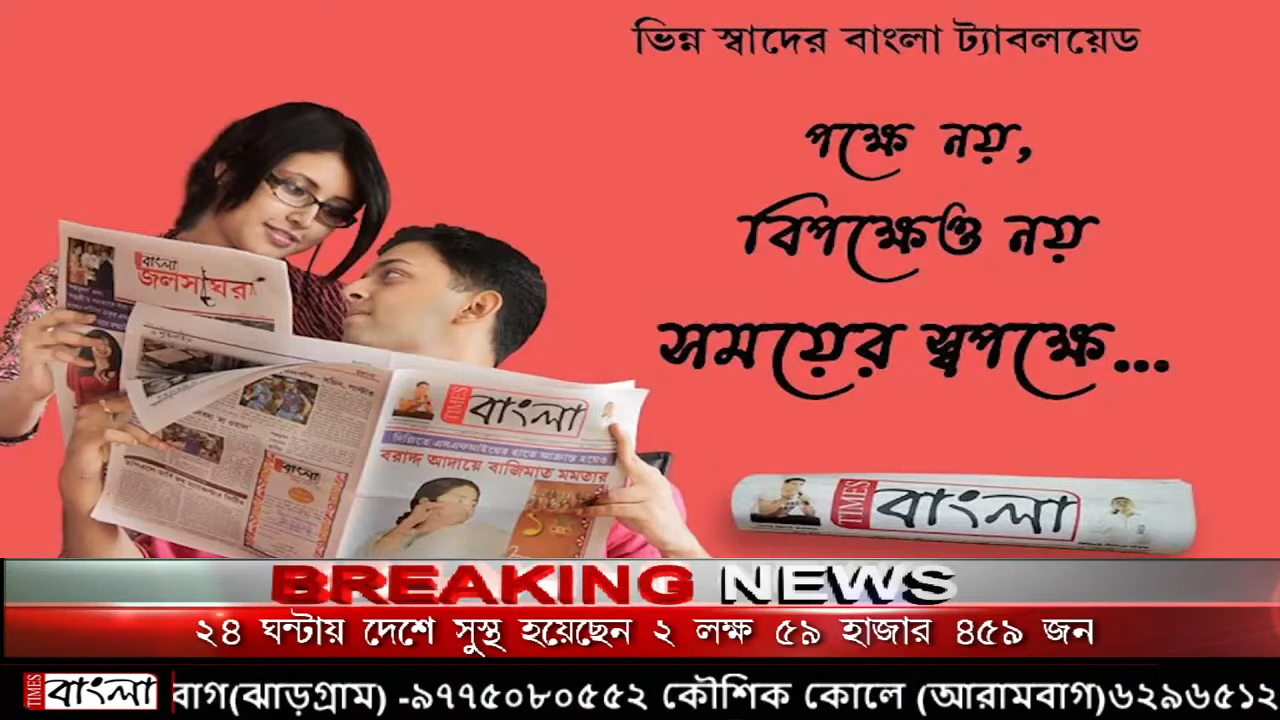 ভিন্ন স্বাদের বাংলা ট্যাবলয়েড
পক্ষে নয়,
বিপক্ষেও নয়
সময়ের স্বপক্ষে...
বাংলা
জলসাঘর
TIMES বাংলা
বরাদ্দ আদায়ে বাজিমাত মমতার
বাংলা
TIMES বাংলা
BREAKING NEWS
২৪ ঘন্টায় দেশে সুস্থ হয়েছেন ২ লক্ষ ৫৯ হাজার ৪৫৯ জন
TIMES বাংলা বাগ(ঝাড়গ্রাম) -৯৭৭৫০৮০৫৫২ কৌশিক কোলে (আরামবাগ)৬২৯৬৫১২